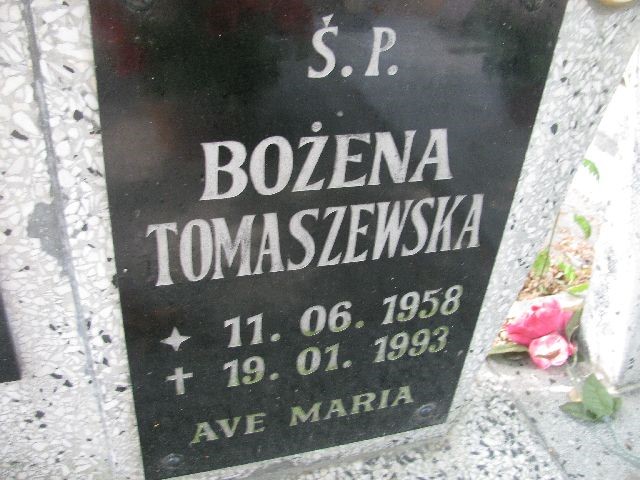 Ś.P.
BOŻENA
TOMASZEWSKA
11. 06. 1958
19. 01. 1993
AVE MARIA